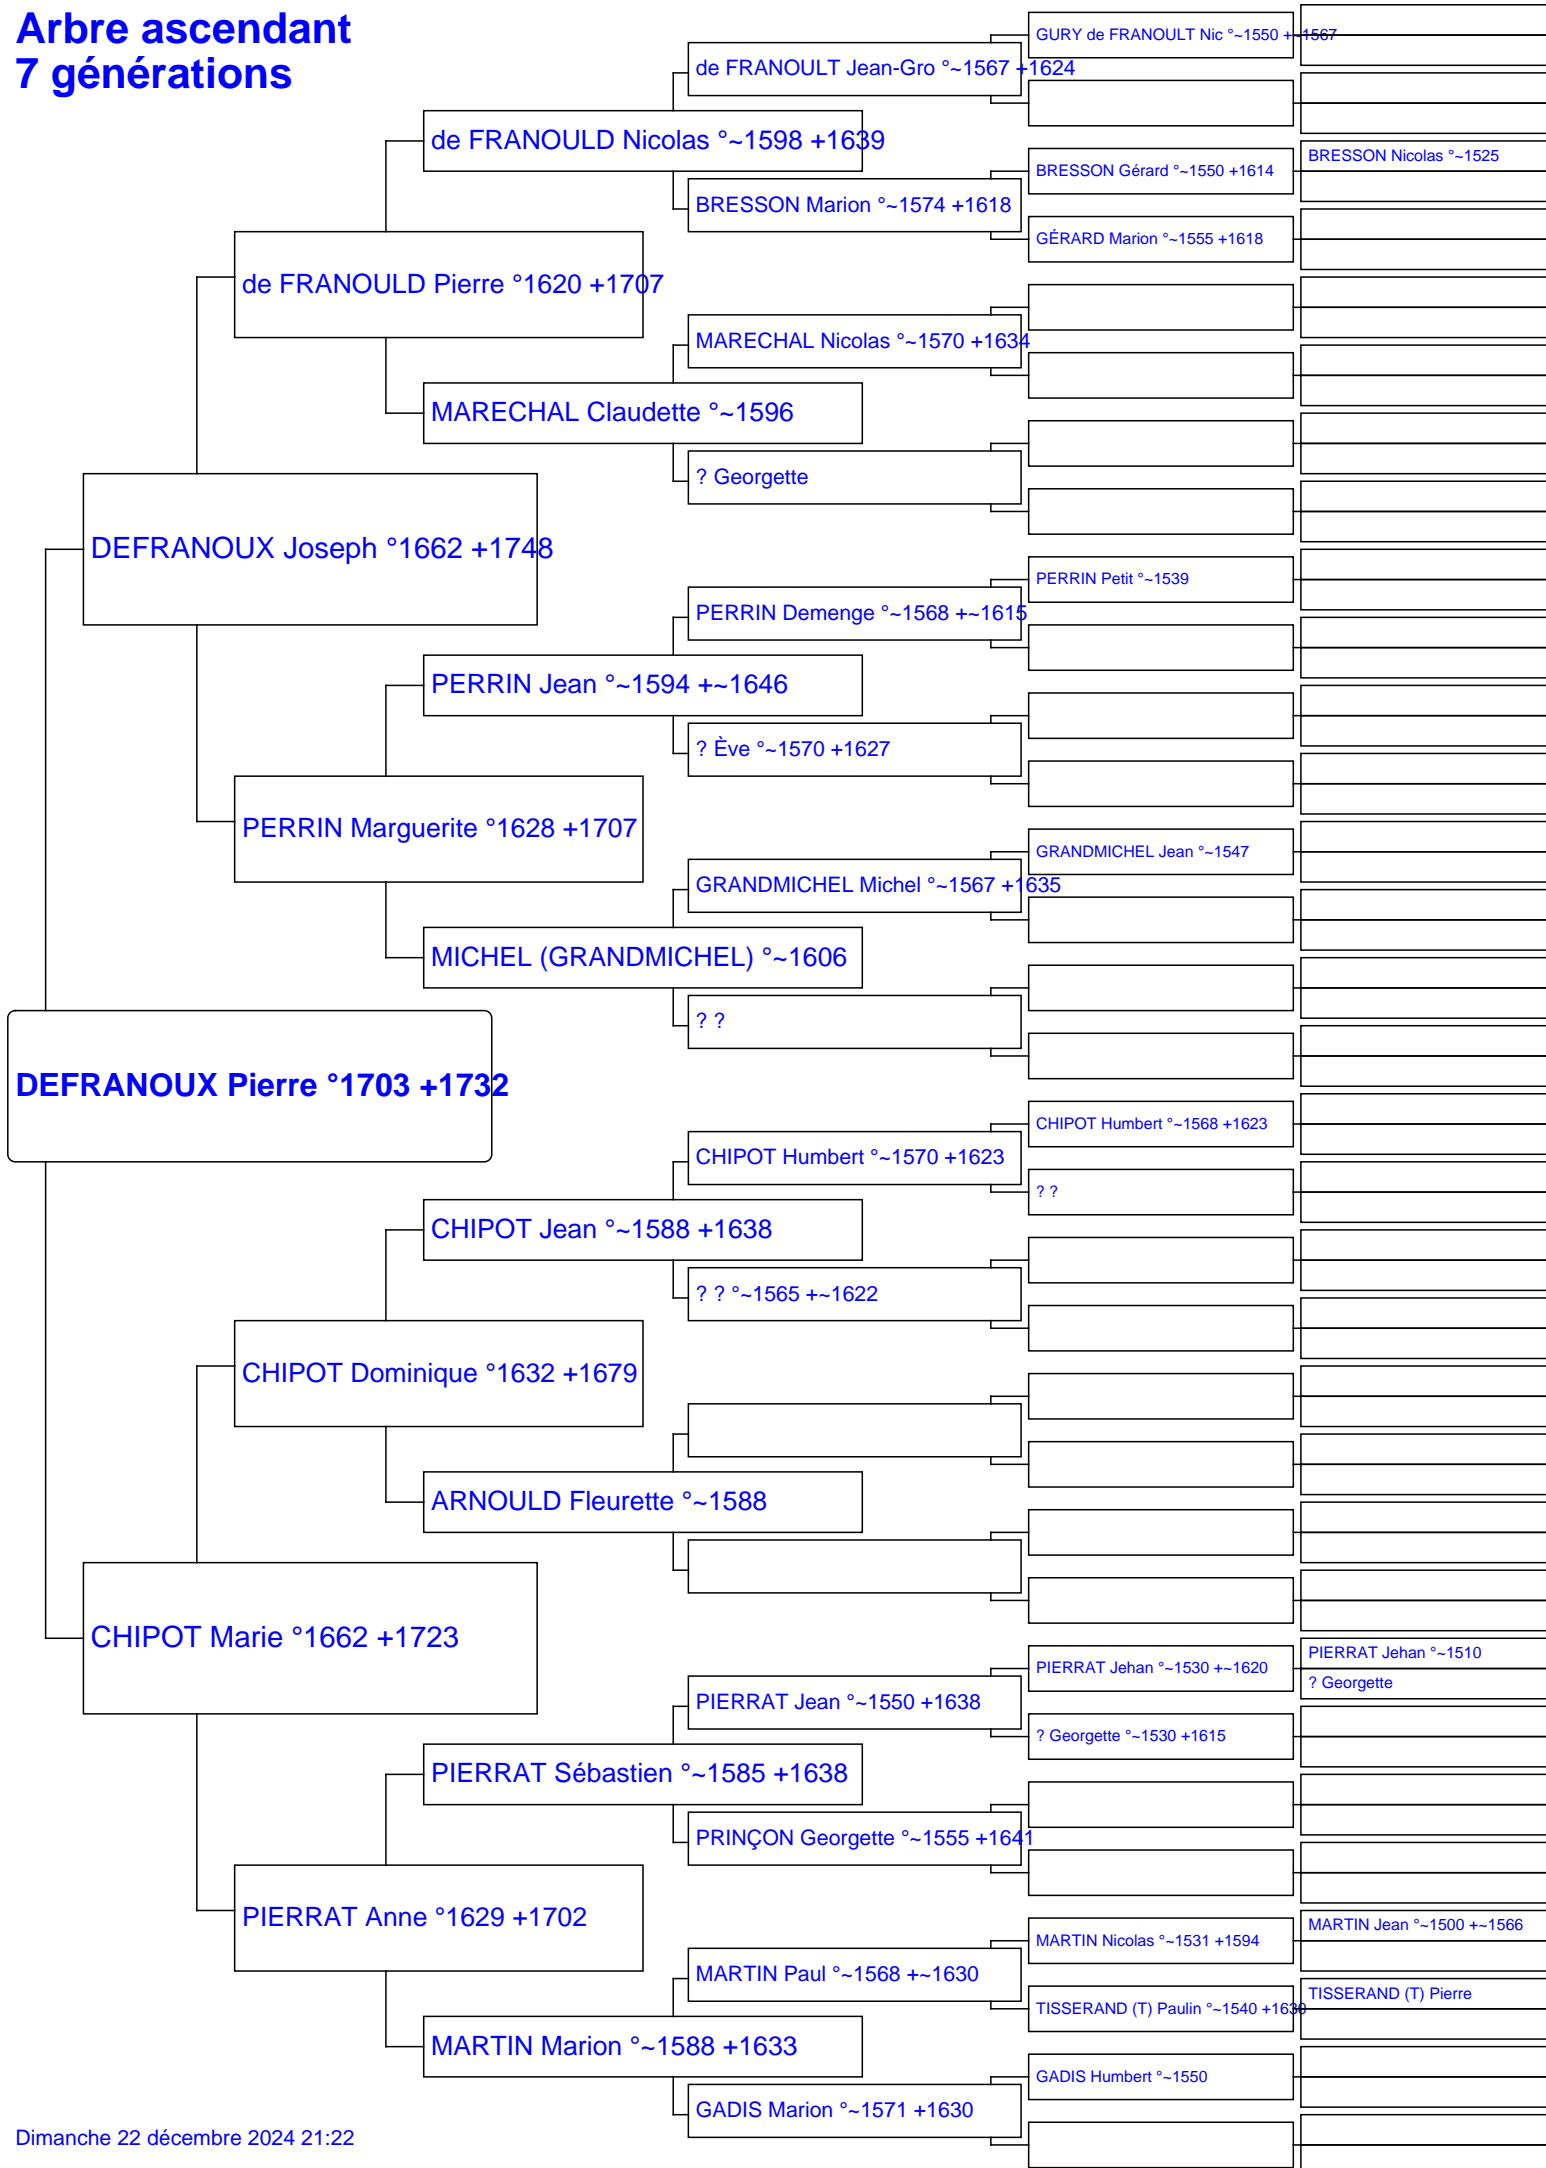 Arbre ascendant
7 générations
GURY de FRANOULT Nic °~1550 +~1567
de FRANOULT Jean-Gro °~1567 +1624
de FRANOULD Nicolas °~1598 +1639
BRESSON Nicolas °~1525
BRESSON Gérard °~1550 +1614
BRESSON Marion °~1574 +1618
GÉRARD Marion °~1555 +1618
de FRANOULD Pierre °1620 +1707
MARECHAL Nicolas °~1570 +1634
MARECHAL Claudette °~1596
? Georgette
DEFRANOUX Joseph °1662 +1748
PERRIN Petit °~1539
PERRIN Demenge °~1568 +~1615
PERRIN Jean °~1594 +~1646
? Ève °~1570 +1627
PERRIN Marguerite °1628 +1707
GRANDMICHEL Jean °~1547
GRANDMICHEL Michel °~1567 +1635
MICHEL (GRANDMICHEL) °~1606
? ?
DEFRANOUX Pierre °1703 +1732
CHIPOT Humbert °~1568 +1623
CHIPOT Humbert °~1570 +1623
? ?
CHIPOT Jean °~1588 +1638
? ? °~1565 +~1622
CHIPOT Dominique °1632 +1679
ARNOULD Fleurette °~1588
CHIPOT Marie °1662 +1723
PIERRAT Jehan °~1510
PIERRAT Jehan °~1530 +~1620
? Georgette
PIERRAT Jean °~1550 +1638
? Georgette °~1530 +1615
PIERRAT Sébastien °~1585 +1638
PRINÇON Georgette °~1555 +1641
PIERRAT Anne °1629 +1702
MARTIN Jean °~1500 +~1566
MARTIN Nicolas °~1531 +1594
MARTIN Paul °~1568 +~1630
TISSERAND (T) Pierre
TISSERAND (T) Paulin °~1540 +1630
MARTIN Marion °~1588 +1633
GADIS Humbert °~1550
GADIS Marion °~1571 +1630
Dimanche 22 décembre 2024 21:22